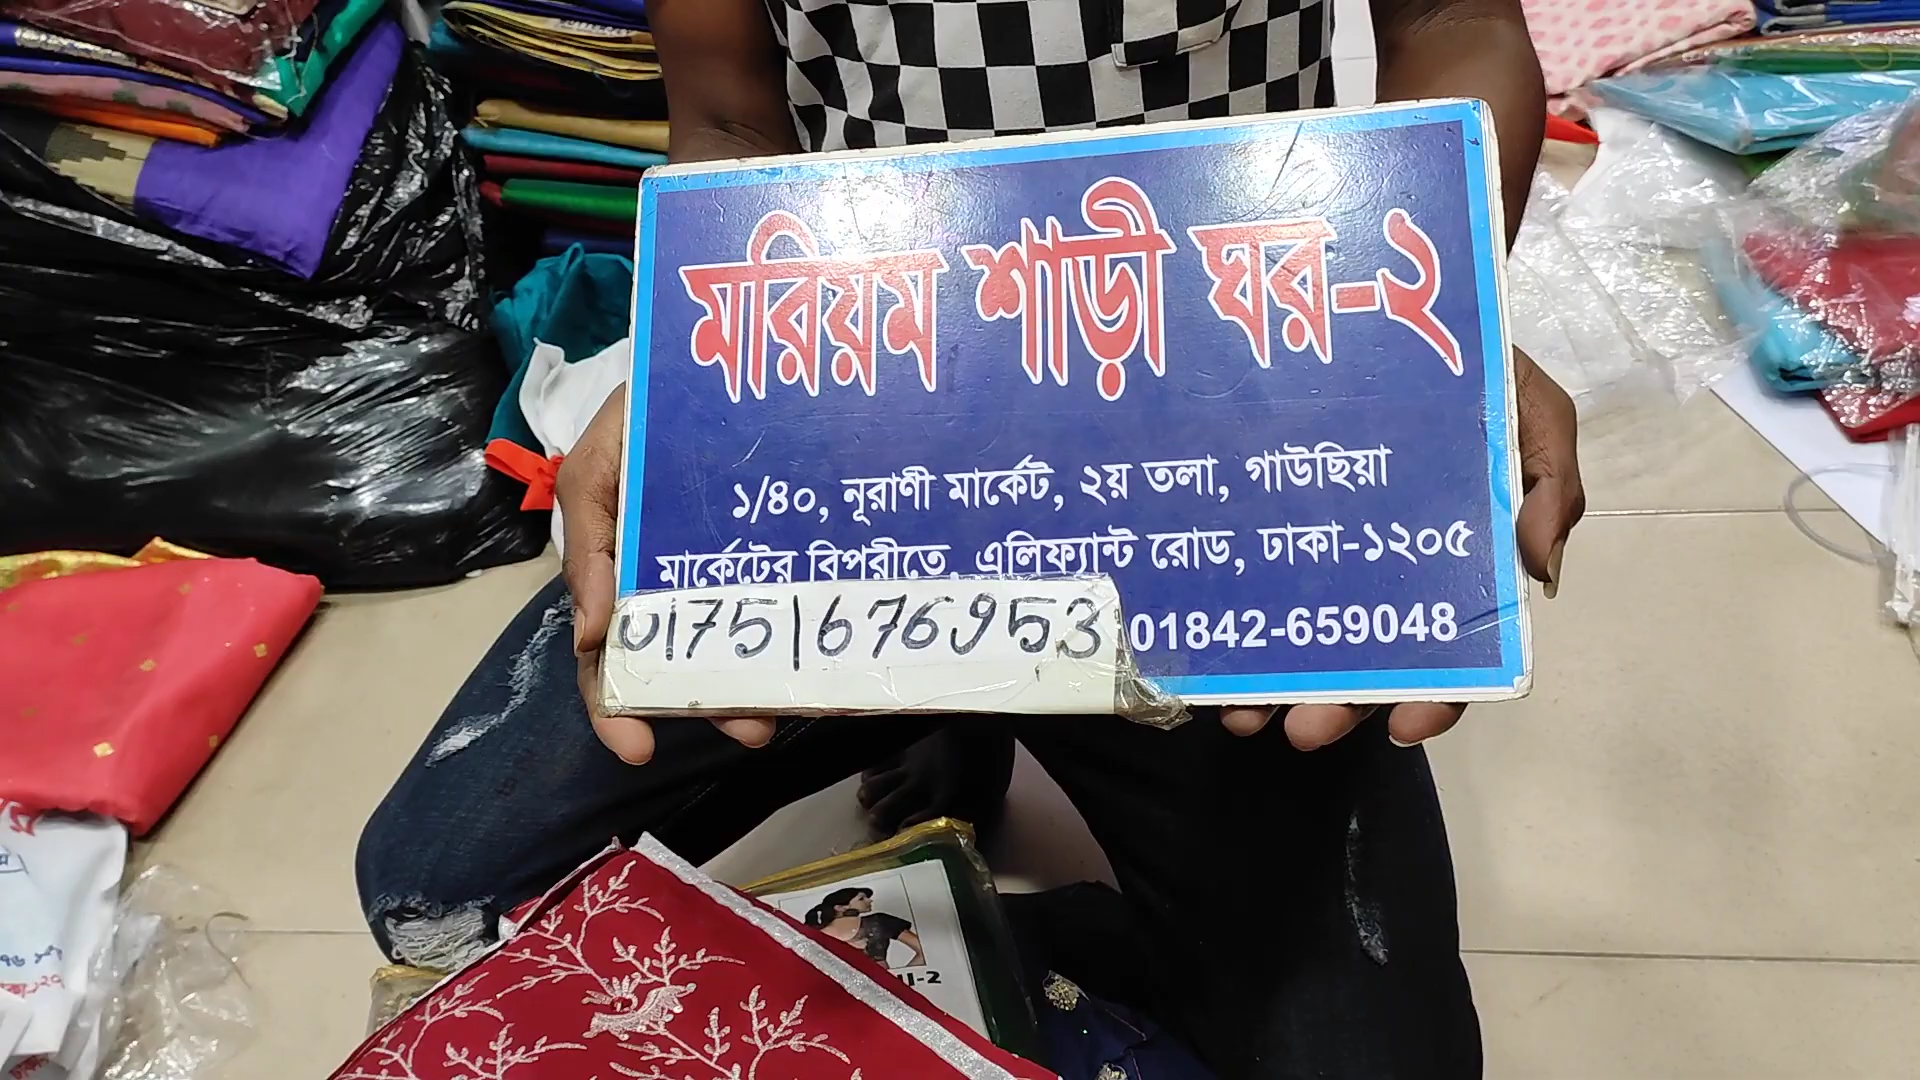 মরিয়ম শাড়ী ঘর-২
১/৪০, নূরাণী মার্কেট, ২য় তলা, গাউছিয়া
মার্কেটের বিপরীতে, এলিফ্যান্ট রোড, ঢাকা-১২০৫
01751676953 01842-659048